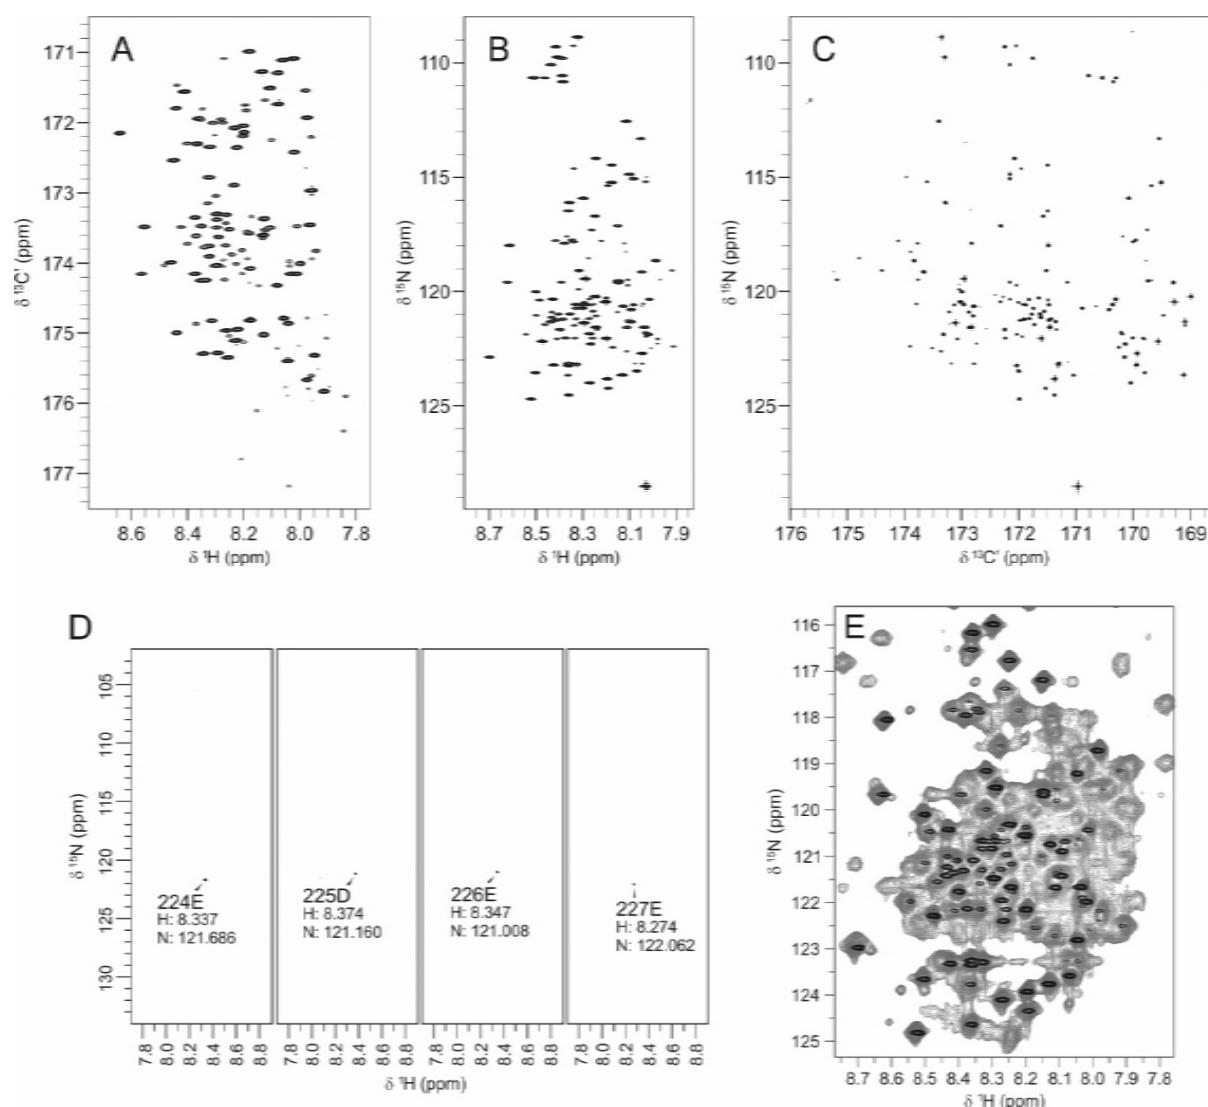 A
B
C
171
172
173
174
175
176
177
δ ¹³C' (ppm)
8.6 8.4 8.2 8.0 7.8
δ ¹H (ppm)
110
115
120
125
δ ¹⁵N (ppm)
8.7 8.5 8.3 8.1 7.9
δ ¹H (ppm)
110
115
120
125
δ ¹⁵N (ppm)
176 175 174 173 172 171 170 169
δ ¹³C' (ppm)
D
105
110
115
120
125
130
δ ¹⁵N (ppm)
224E
H: 8.337
N: 121.686
225D
H: 8.374
N: 121.160
226E
H: 8.347
N: 121.008
227E
H: 8.274
N: 122.062
7.8 8.0 8.2 8.4 8.6 8.8
7.8 8.0 8.2 8.4 8.6 8.8
7.8 8.0 8.2 8.4 8.6 8.8
7.8 8.0 8.2 8.4 8.6 8.8
δ ¹H (ppm)
E
116
117
118
119
120
121
122
123
124
125
δ ¹⁵N (ppm)
8.7 8.6 8.5 8.4 8.3 8.2 8.1 8.0 7.9 7.8
δ ¹H (ppm)